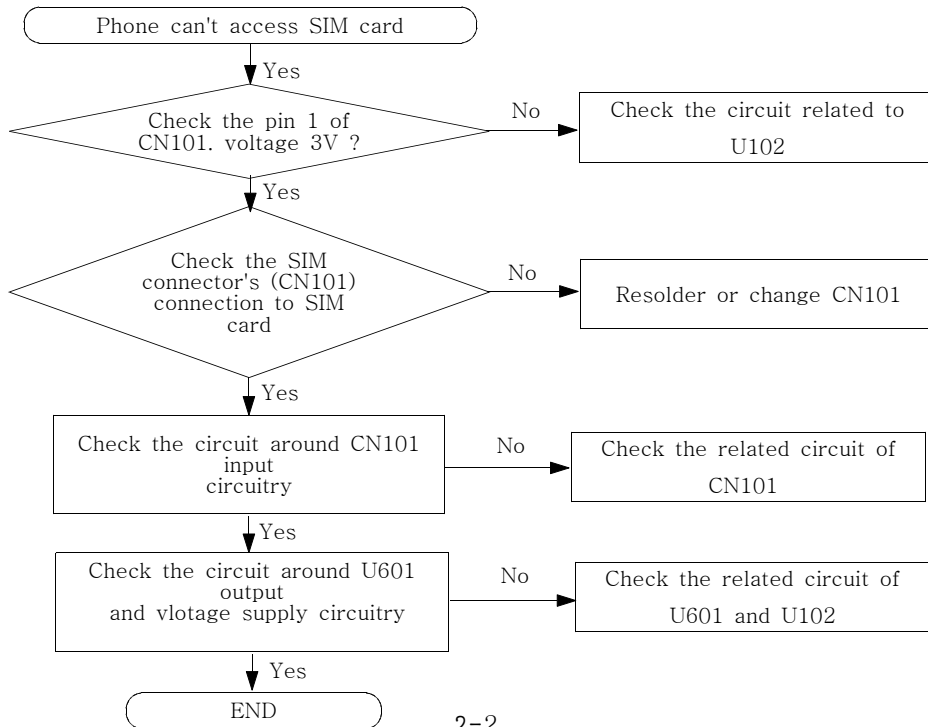 Phone can't access SIM card
Yes
Check the pin 1 of
CN101. voltage 3V ?
No
Check the circuit related to
U102
Yes
Check the SIM
connector's (CN101)
connection to SIM
card
No
Resolder or change CN101
Yes
Check the circuit around CN101
input
circuitry
No
Check the related circuit of
CN101
Yes
Check the circuit around U601
output
and vlotage supply circuitry
No
Check the related circuit of
U601 and U102
Yes
END
2-2